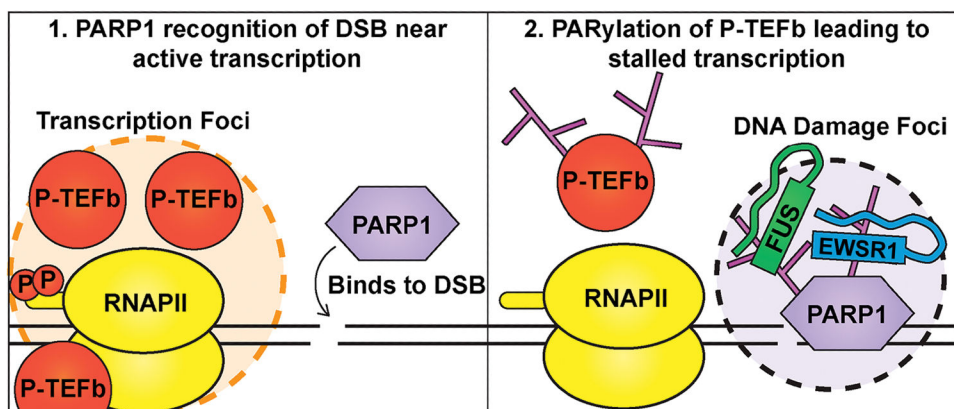 1. PARP1 recognition of DSB near
active transcription
Transcription Foci
P-TEFb
P-TEFb
PARP1
P
P
RNAPII
Binds to DSB
P-TEFb
2. PARylation of P-TEFb leading to
stalled transcription
DNA Damage Foci
P-TEFb
FUS
EWSR1
RNAPII
PARP1